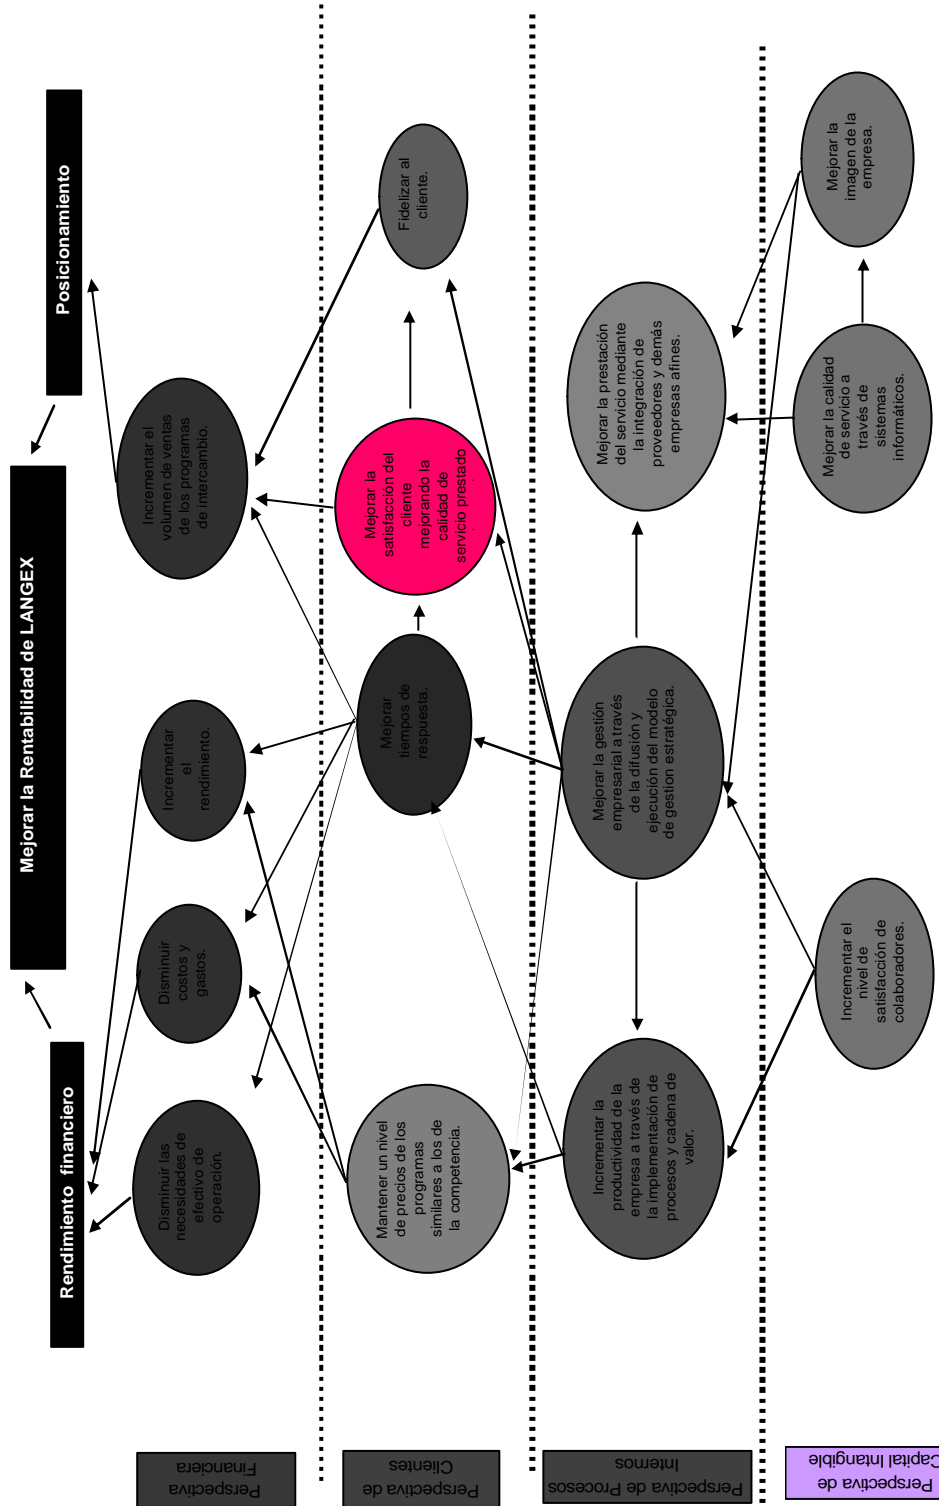 Mejorar la Rentabilidad de LANGEX
Rendimiento financiero
Posicionamiento
Perspectiva
Financiera
Disminuir las
necesidades de
efectivo de
operación.
Disminuir
costos y
gastos.
Incrementar
el
rendimiento.
Incrementar el
volumen de ventas
de los programas
de intercambio.
Perspectiva de
Clientes
Mantener un nivel
de precios de los
programas
similares a los de
la competencia.
Mejorar
tiempos de
respuesta.
Mejorar la
satisfacción del
cliente
mejorando la
calidad de
servicio prestado
Fidelizar al
cliente.
Perspectiva de Procesos
Internos
Incrementar la
productividad de la
empresa a través de
la implementación de
procesos y cadena de
valor.
Mejorar la gestión
empresarial a través
de la difusión y
ejecución del modelo
de gestion estratégica.
Mejorar la prestación
del servicio mediante
la integración de
proveedores y demás
empresas afines.
Perspectiva de
Capital Intangible
Incrementar el
nivel de
satisfacción de
colaboradores.
Mejorar la calidad
de servicio a
través de
sistemas
informáticos.
Mejorar la
imagen de la
empresa.